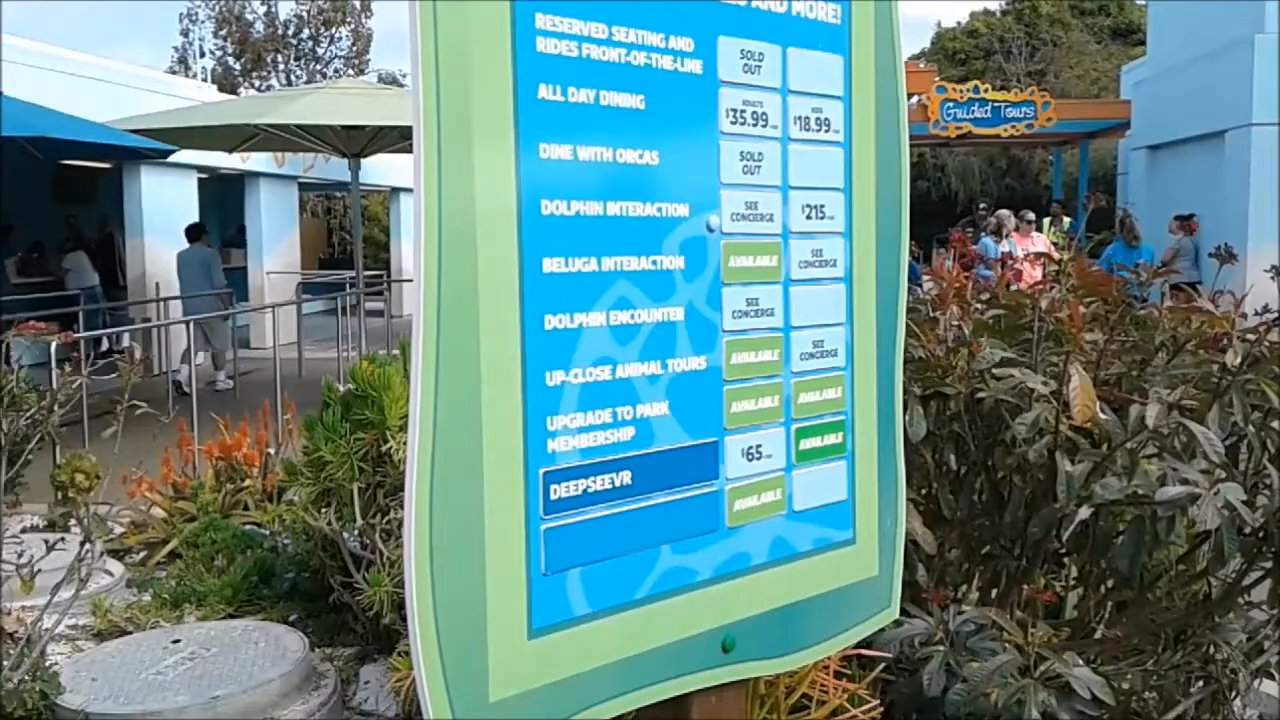 AND MORE!
RESERVED SEATING AND
RIDES FRONT-OF-THE-LINE
SOLD
OUT
ALL DAY DINING
ADULTS
$35.99
KIDS
$18.99
DINE WITH ORCAS
SOLD
OUT
DOLPHIN INTERACTION
SEE
CONCIERGE
$215
BELUGA INTERACTION
AVAILABLE
SEE
CONCIERGE
DOLPHIN ENCOUNTER
SEE
CONCIERGE
UP-CLOSE ANIMAL TOURS
AVAILABLE
SEE
CONCIERGE
UPGRADE TO PARK
MEMBERSHIP
AVAILABLE
AVAILABLE
DEEPSEEVR
$65
AVAILABLE
AVAILABLE
Guided Tours